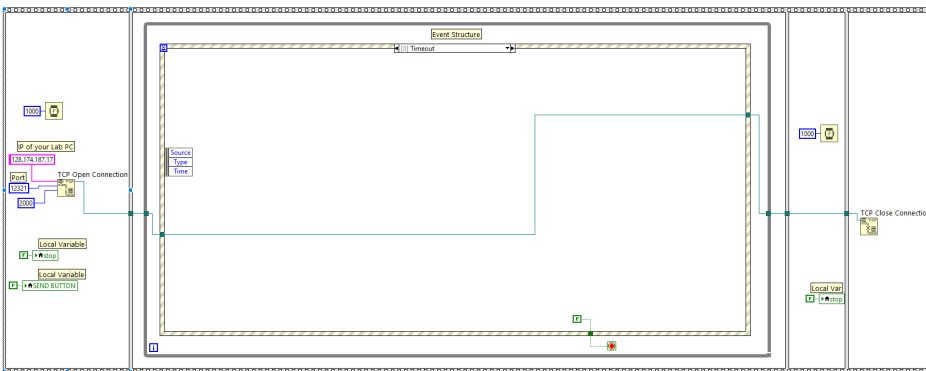 Event Structure
[0] Timeout
1000
IP of your Lab PC
128.174.187.17
Port
12321
2000
TCP Open Connection
Source
Type
Time
Local Variable
F
stop
Local Variable
F
SEND BUTTON
F
i
1000
TCP Close Connectio
Local Var
F
stop